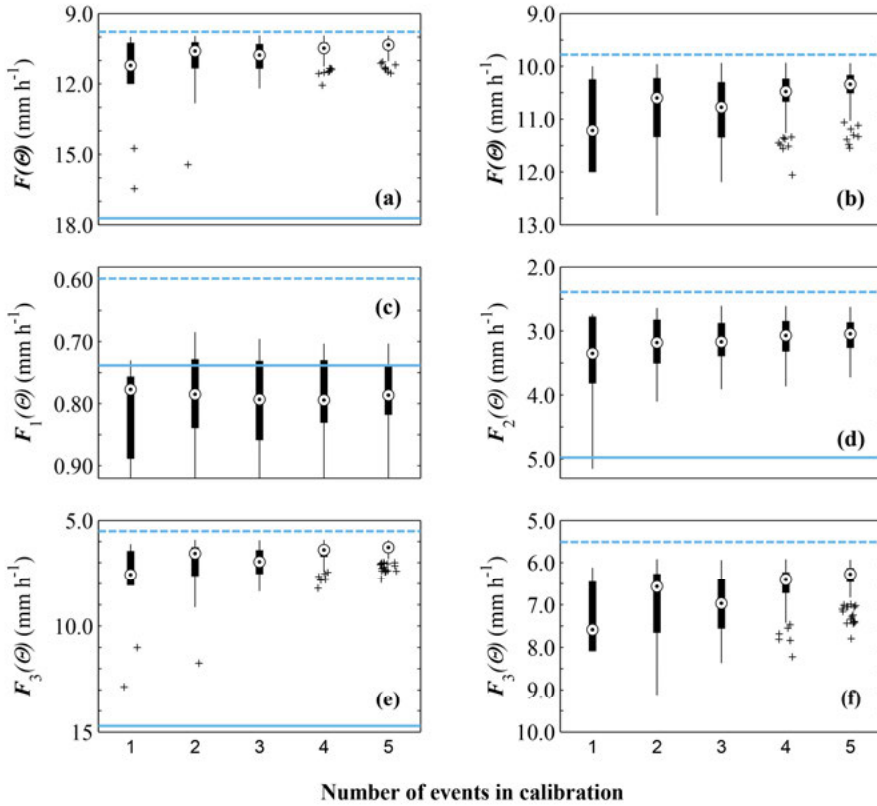 9.0
12.0
15.0
18.0
F(Θ) (mm h⁻¹)
(a)
9.0
10.0
11.0
12.0
13.0
F(Θ) (mm h⁻¹)
(b)
0.60
0.70
0.80
0.90
F₁(Θ) (mm h⁻¹)
(c)
2.0
3.0
4.0
5.0
F₂(Θ) (mm h⁻¹)
(d)
5.0
10.0
15
F₃(Θ) (mm h⁻¹)
(e)
1 2 3 4 5
5.0
6.0
7.0
8.0
9.0
10.0
F₃(Θ) (mm h⁻¹)
(f)
1 2 3 4 5
Number of events in calibration